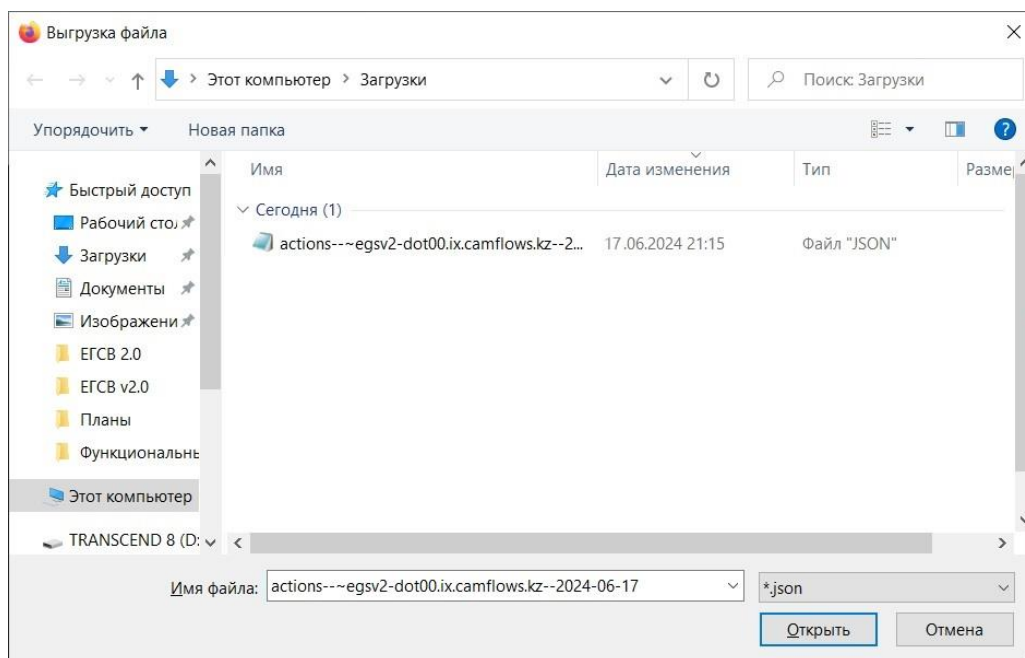 Выгрузка файла
Этот компьютер > Загрузки
Поиск: Загрузки
Упорядочить
Новая папка
Имя
Дата изменения
Тип
Размер
Быстрый доступ
Рабочий стол
Загрузки
Документы
Изображени
ЕГСВ 2.0
ЕГСВ v2.0
Планы
Функциональнь
Этот компьютер
TRANSCEND 8 (D:
Сегодня (1)
actions--~egsv2-dot00.ix.camflows.kz--2... 17.06.2024 21:15 Файл "JSON"
Имя файла: actions---~egsv2-dot00.ix.camflows.kz--2024-06-17
*.json
Открыть
Отмена